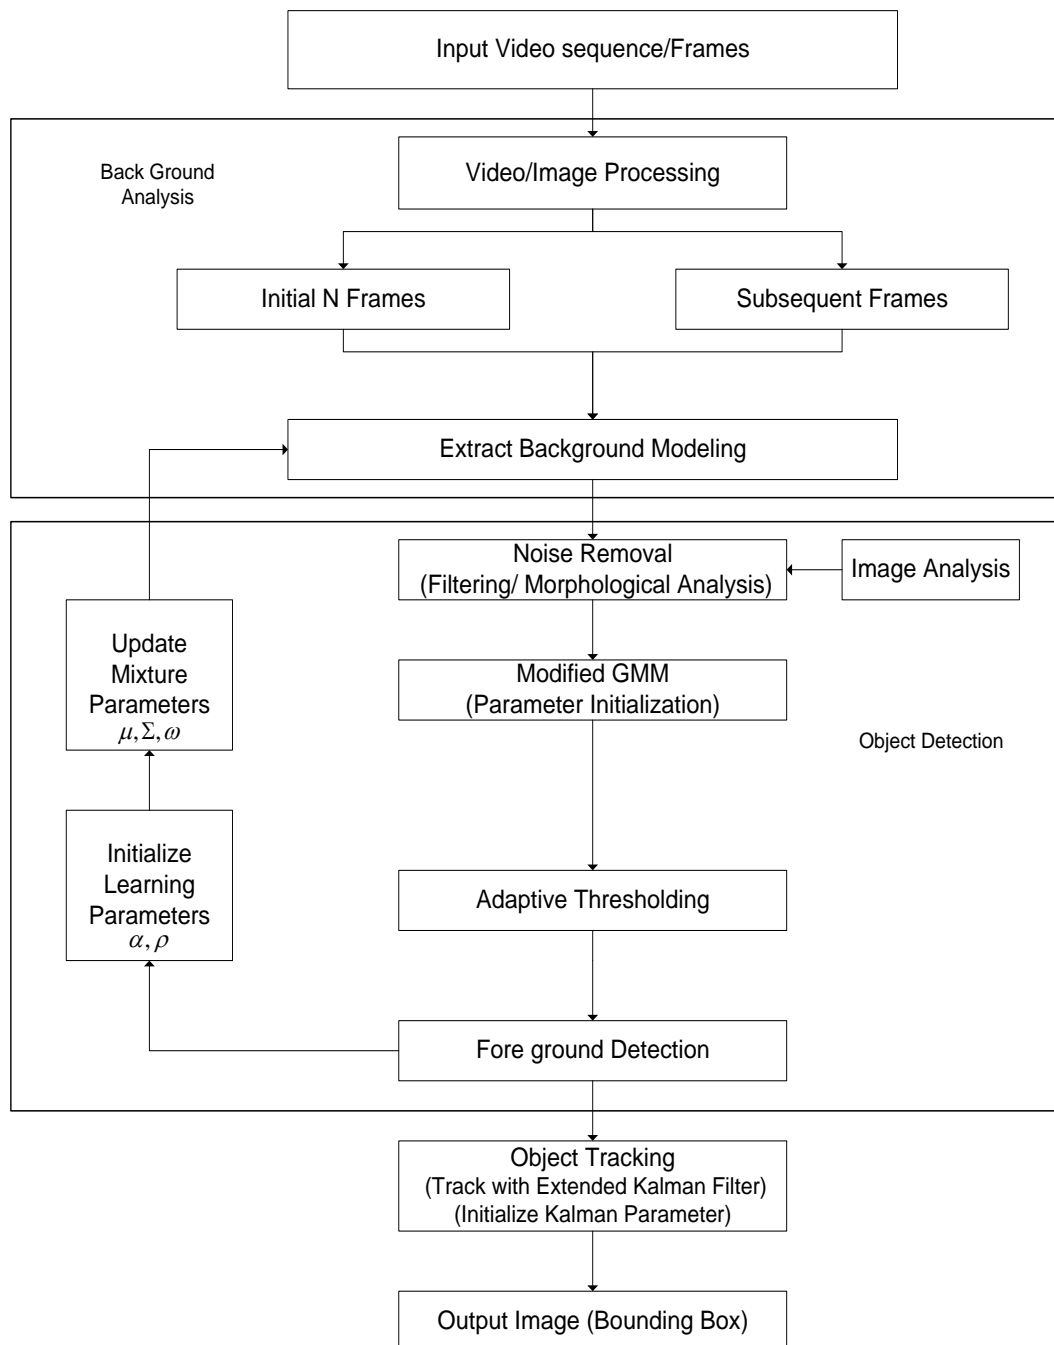 Input Video sequence/Frames
Back Ground
Analysis
Video/Image Processing
Initial N Frames
Subsequent Frames
Extract Background Modeling
Noise Removal
(Filtering/ Morphological Analysis)
Image Analysis
Update
Mixture
Parameters
μ,Σ,ω
Modified GMM
(Parameter Initialization)
Object Detection
Initialize
Learning
Parameters
α,ρ
Adaptive Thresholding
Fore ground Detection
Object Tracking
(Track with Extended Kalman Filter)
(Initialize Kalman Parameter)
Output Image (Bounding Box)